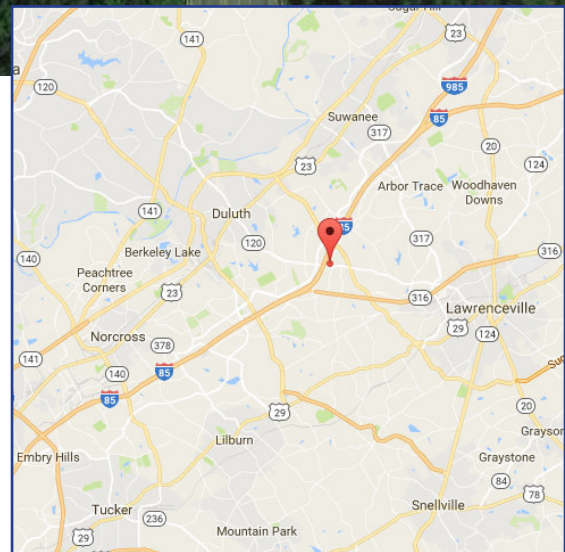 Sugar Hill
141
23
a
985
120
85
Suwanee
317
20
124
23
Arbor Trace
Woodhaven
Downs
141
Duluth
85
317
120
316
Berkeley Lake
140
Peachtree
Corners
23
316
Lawrenceville
29
124
Norcross
378
141
140
85
85
20
29
Lilburn
Grayson
Embry Hills
Graystone
84
78
Tucker
Snellville
236
29
Mountain Park